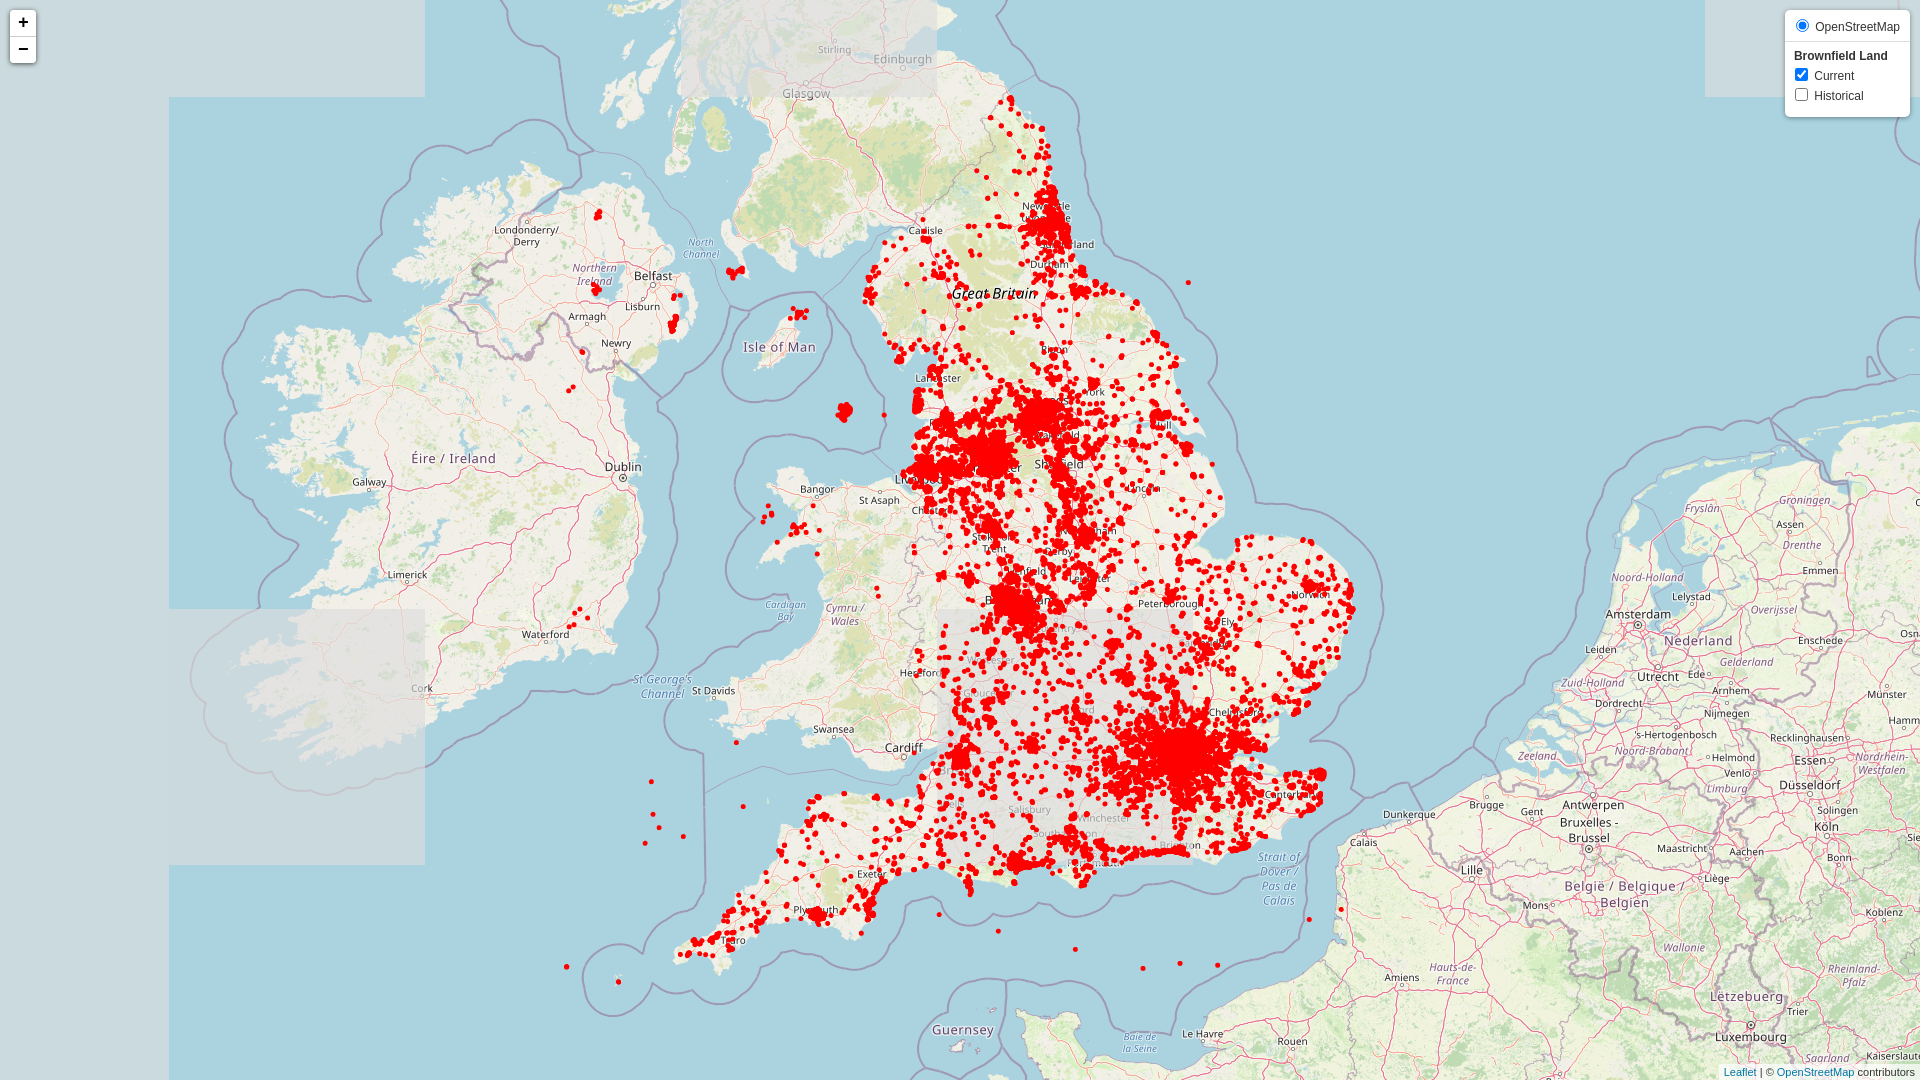 +
−
OpenStreetMap
Brownfield Land
Current
Historical
Stirling
Edinburgh
Glasgow
Londonderry/
Derry
North
Channel
Northern
Ireland
Belfast
Lisburn
Armagh
Newry
Carlisle
Durham
Great Britain
Isle of Man
Ripon
Lancaster
York
Éire / Ireland
Dublin
Galway
Bangor
St Asaph
Lincoln
Derby
Limerick
Cardigan
Bay
Cymru /
Wales
Peterborough
Norwich
Ely
Waterford
Cork
St George's
Channel
St Davids
Hereford
Worcester
Swansea
Cardiff
Chelmsford
Salisbury
Winchester
Southampton
Canterbury
Brighton
Portsmouth
Exeter
Plymouth
Truro
Strait of
Dover /
Pas de
Calais
Guernsey
Baie de
la Seine
Le Havre
Rouen
Amiens
Hauts-de-
France
Calais
Dunkerque
Lille
Brugge
Gent
Antwerpen
Bruxelles -
Brussel
België / Belgique /
Belgien
Mons
Wallonie
Liège
Maastricht
Aachen
Köln
Bonn
Koblenz
Rheinland-
Pfalz
Lëtzebuerg
Trier
Luxembourg
Saarland
Kaiserslaute
Zeeland
Noord-Brabant
's-Hertogenbosch
Helmond
Venlo
Limburg
Recklinghausen
Essen
Düsseldorf
Solingen
Nordrhein-
Westfalen
Dordrecht
Nijmegen
Arnhem
Ede
Utrecht
Zuid-Holland
Leiden
Gelderland
Münster
Hamm
Nederland
Enschede
Osn
Amsterdam
Lelystad
Overijssel
Noord-Holland
Emmen
Drenthe
Assen
Groningen
Fryslân
Leaflet | © OpenStreetMap contributors